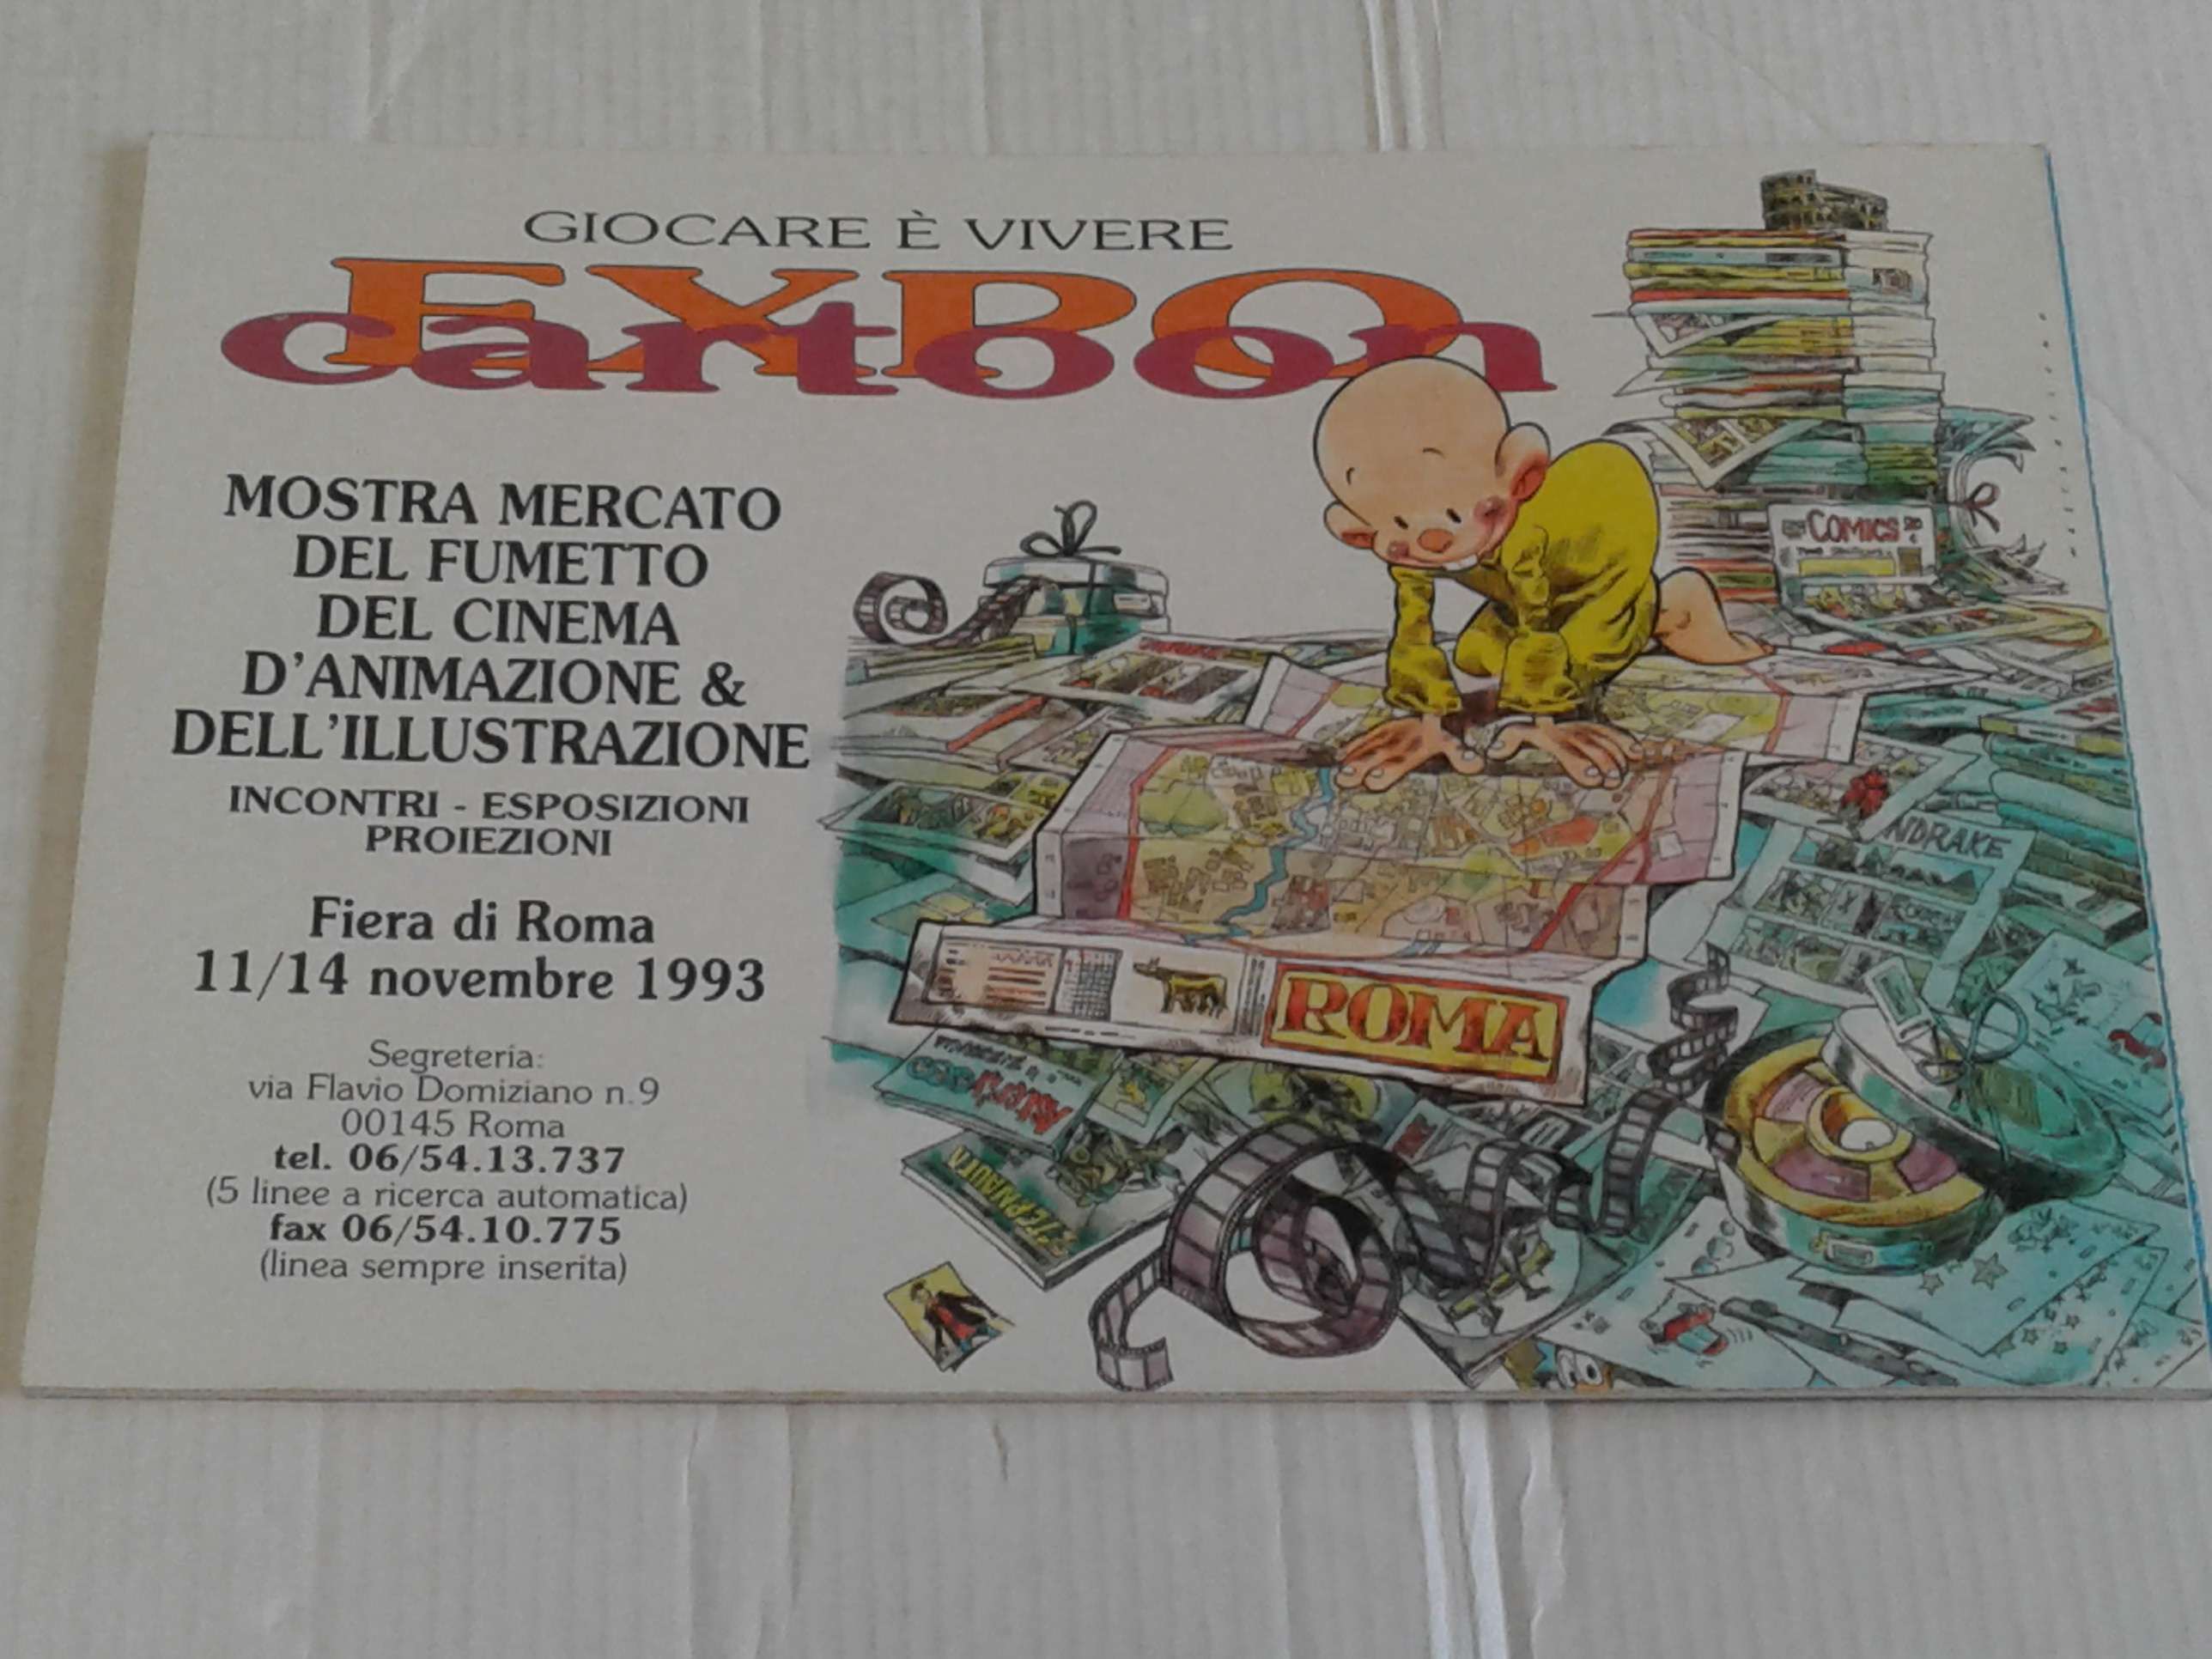 GIOCARE È VIVERE
EXPO
cartoon
MOSTRA MERCATO
DEL FUMETTO
DEL CINEMA
D'ANIMAZIONE &
DELL'ILLUSTRAZIONE
INCONTRI - ESPOSIZIONI
PROIEZIONI
Fiera di Roma
11/14 novembre 1993
Segreteria:
via Flavio Domiziano n.9
00145 Roma
tel. 06/54.13.737
(5 linee a ricerca automatica)
fax 06/54.10.775
(linea sempre inserita)
COMICS
NDRAKE
ROMA